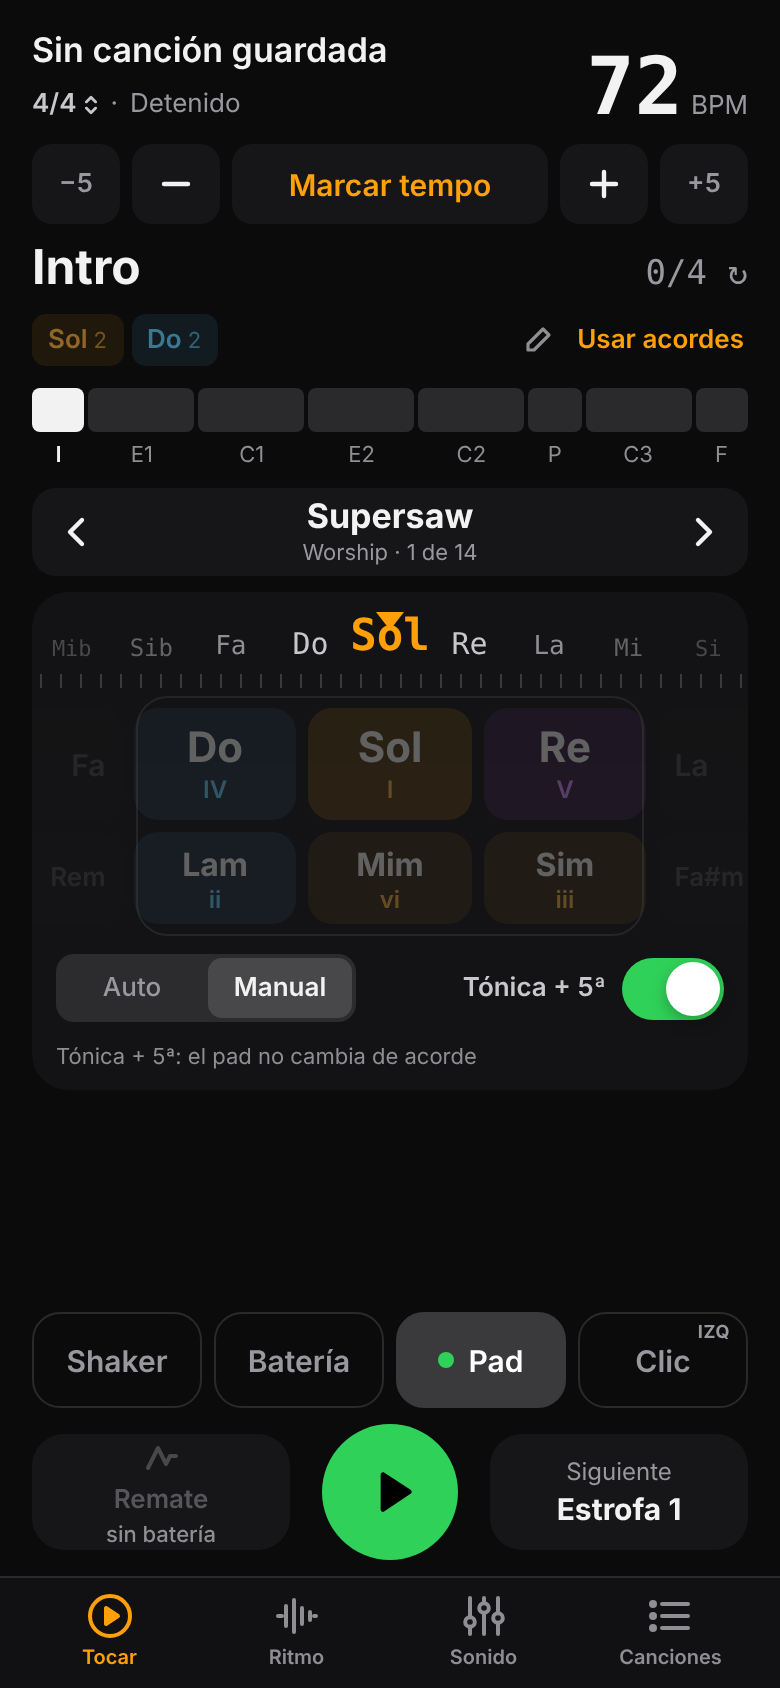 Sin canción guardada
4/4 · Detenido
72 BPM
−5
Marcar tempo
+5
Intro
0/4 ↻
Sol 2
Do 2
Usar acordes
I E1 C1 E2 C2 P C3 F
Supersaw
Worship · 1 de 14
Mib Sib Fa Do Sol Re La Mi Si
Fa Do Sol Re La
IV I V
Rem Lam Mim Sim Fa#m
ii vi iii
Auto Manual Tónica + 5ª
Tónica + 5ª: el pad no cambia de acorde
IZQ
Shaker Batería Pad Clic
Remate
sin batería
Siguiente
Estrofa 1
Tocar Ritmo Sonido Canciones